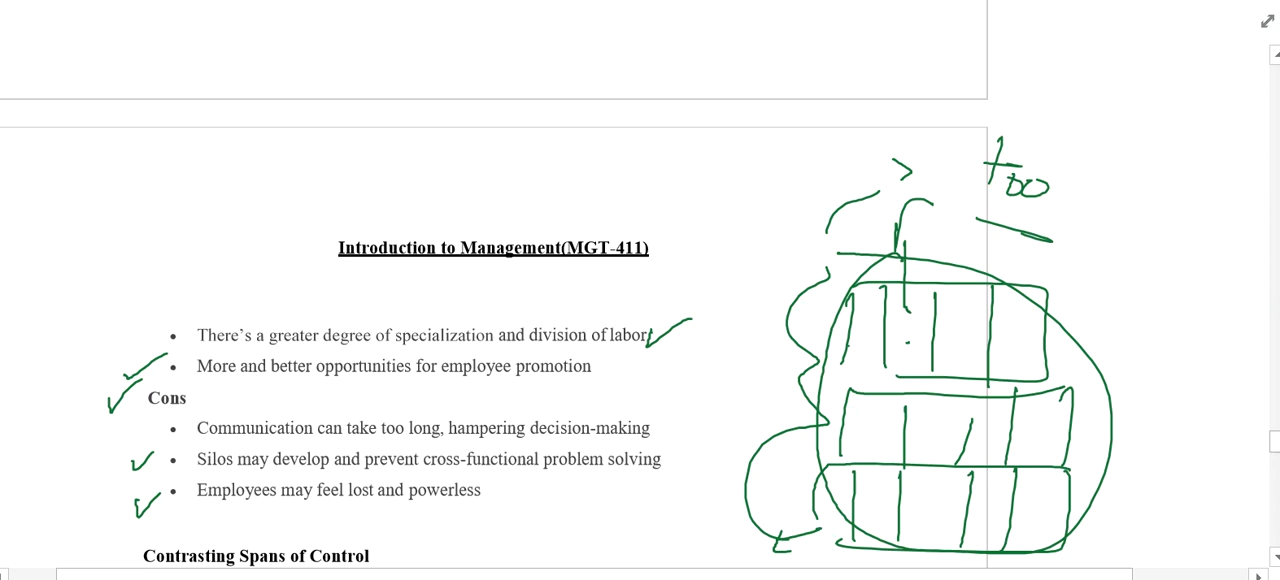 too
Introduction to Management(MGT-411)
• There's a greater degree of specialization and division of labor
• More and better opportunities for employee promotion
Cons
• Communication can take too long, hampering decision-making
• Silos may develop and prevent cross-functional problem solving
• Employees may feel lost and powerless
Contrasting Spans of Control